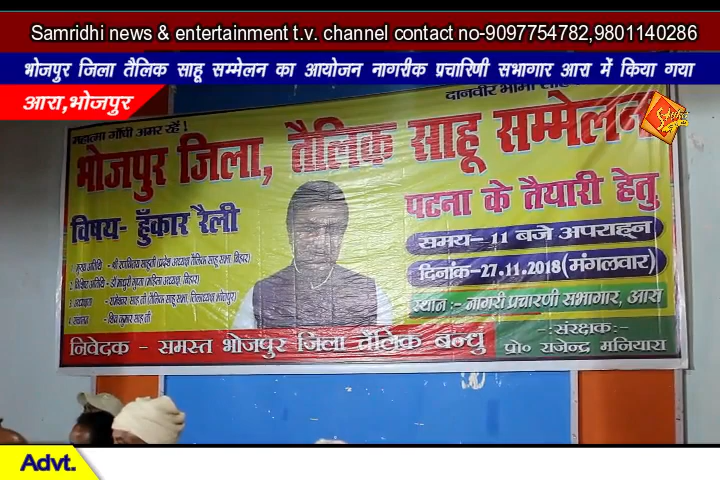 Samridhi news & entertainment t.v. channel contact no-9097754782,9801140286
भोजपुर जिला तैलिक साहू सम्मेलन का आयोजन नागरीक प्रचारिणी सभागार आरा में किया गया
आरा,भोजपुर
महात्मा गाँधी अमर रहें!
दानवीर भामा
भोजपुर जिला, तैलिक साहू सम्मेलन
पटना के तैयारी हेतु
विषय- हुँकार रैली
समय- 11 बजे अपराह्न
दिनांक-27.11.2018(मंगलवार)
स्थान :- नागरी प्रचारणी सभागार, आरा
निवेदक - समस्त भोजपुर जिला तैलिक बन्धु
-: संरक्षक:-
प्रो० राजेन्द्र मनियारा
Advt.